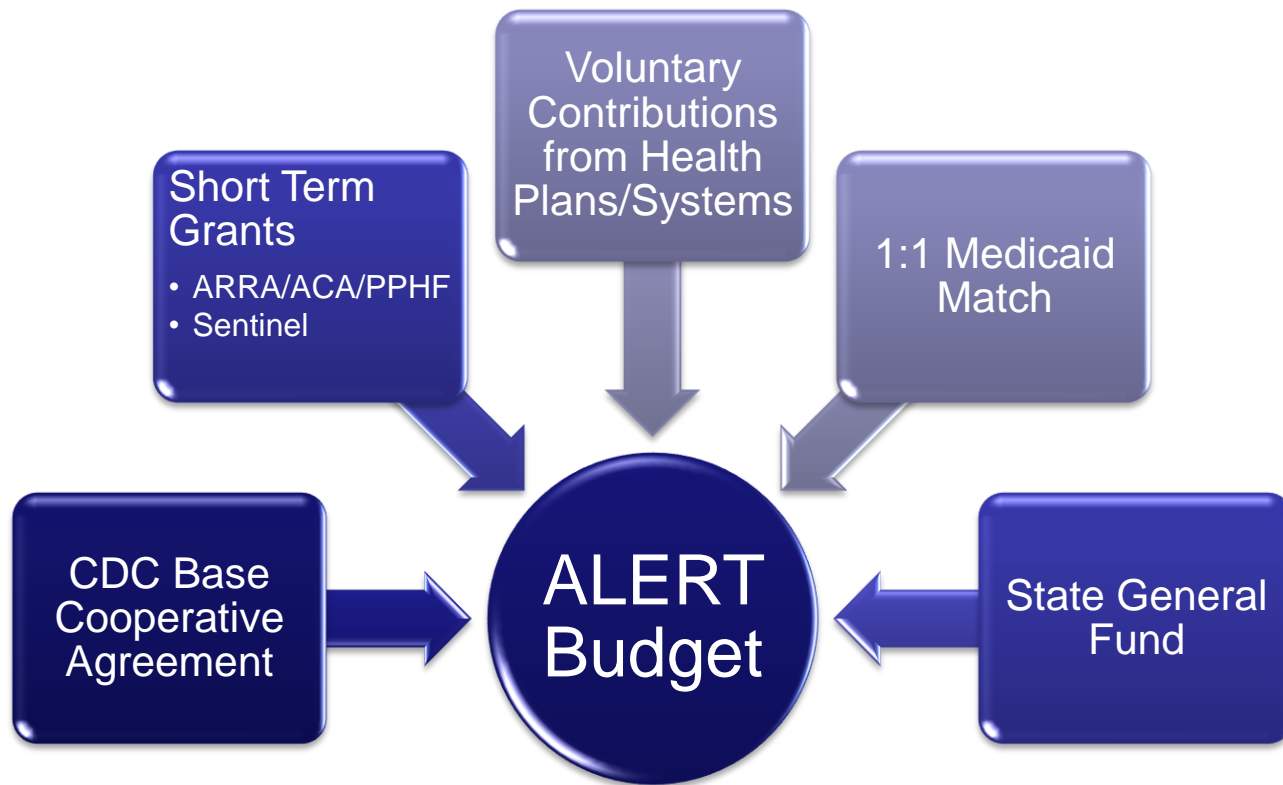 Voluntary
Contributions
from Health
Plans/Systems
Short Term
Grants
• ARRA/ACA/PPHF
• Sentinel
1:1 Medicaid
Match
CDC Base
Cooperative
Agreement
ALERT
Budget
State General
Fund